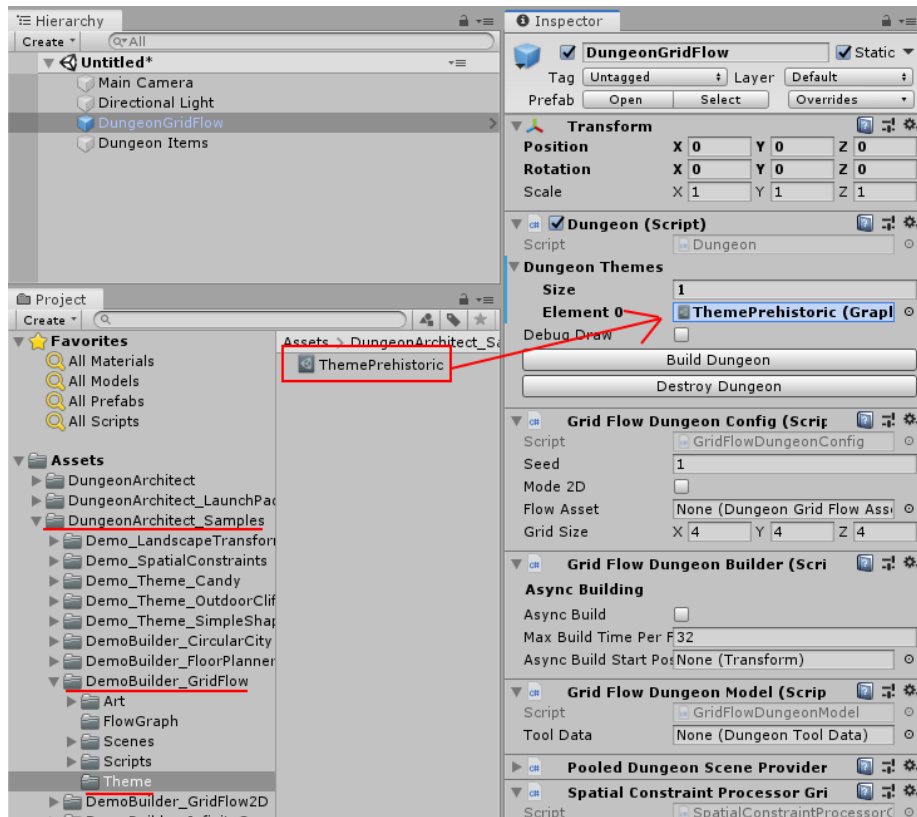 Hierarchy
Create
All
Untitled*
Main Camera
Directional Light
DungeonGridFlow
Dungeon Items
Project
Create
Favorites
All Materials
All Models
All Prefabs
All Scripts
Assets
DungeonArchitect
DungeonArchitect_LaunchPad
DungeonArchitect_Samples
Demo_LandscapeTransforr
Demo_SpatialConstraints
Demo_Theme_Candy
Demo_Theme_OutdoorClif
Demo_Theme_SimpleShap
DemoBuilder_CircularCity
DemoBuilder_FloorPlanner
DemoBuilder_GridFlow
Art
FlowGraph
Scenes
Scripts
Theme
DemoBuilder_GridFlow2D
Assets > DungeonArchitect_Sa
ThemePrehistoric
Inspector
DungeonGridFlow
Static
Tag Untagged Layer Default
Prefab Open Select Overrides
Transform
Position X 0 Y 0 Z 0
Rotation X 0 Y 0 Z 0
Scale X 1 Y 1 Z 1
Dungeon (Script)
Script Dungeon
Dungeon Themes
Size 1
Element 0 ThemePrehistoric (Grapl
Debug Draw
Build Dungeon
Destroy Dungeon
Grid Flow Dungeon Config (Scrip
Script GridFlowDungeonConfig
Seed 1
Mode 2D
Flow Asset None (Dungeon Grid Flow Ass
Grid Size X 4 Y 4 Z 4
Grid Flow Dungeon Builder (Scri
Async Building
Async Build
Max Build Time Per F 32
Async Build Start Pos None (Transform)
Grid Flow Dungeon Model (Scrip
Script GridFlowDungeonModel
Tool Data None (Dungeon Tool Data)
Pooled Dungeon Scene Provider
Spatial Constraint Processor Gri
Script SpatialConstraintProcessorG